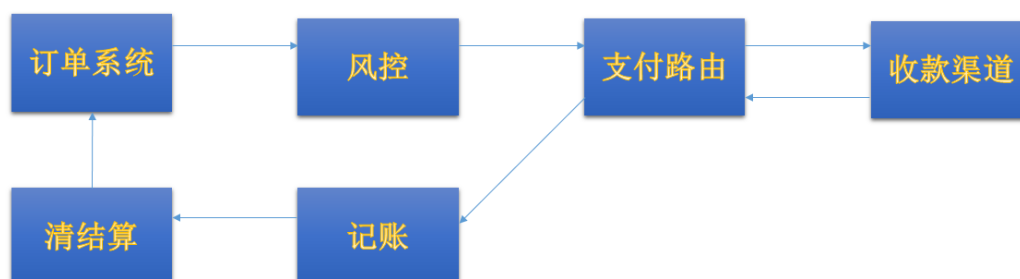 订单系统
风控
支付路由
收款渠道
清结算
记账